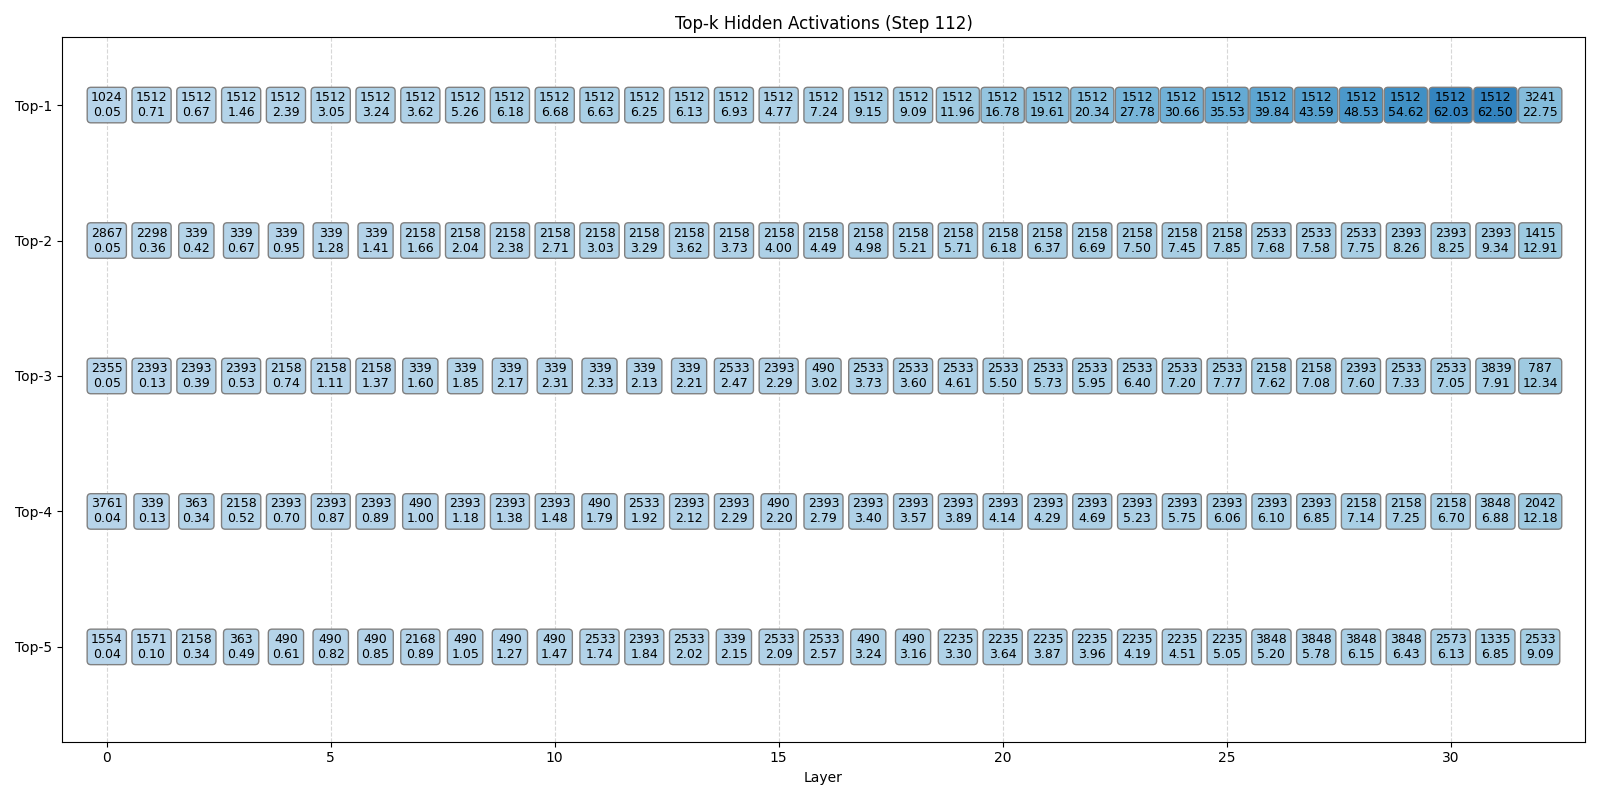 Top-k Hidden Activations (Step 112)
Top-1
1024 1512 1512 1512 1512 1512 1512 1512 1512 1512 1512 1512 1512 1512 1512 1512 1512 1512 1512 1512 1512 1512 1512 1512 1512 1512 1512 1512 1512 1512 1512 1512 3241
0.05 0.71 0.67 1.46 2.39 3.05 3.24 3.62 5.26 6.18 6.68 6.63 6.25 6.13 6.93 4.77 7.24 9.15 9.09 11.96 16.78 19.61 20.34 27.78 30.66 35.53 39.84 43.59 48.53 54.62 62.03 62.50 22.75
Top-2
2867 2298 339 339 339 339 339 2158 2158 2158 2158 2158 2158 2158 2158 2158 2158 2158 2158 2158 2158 2158 2158 2158 2158 2158 2533 2533 2533 2393 2393 2393 1415
0.05 0.36 0.42 0.67 0.95 1.28 1.41 1.66 2.04 2.38 2.71 3.03 3.29 3.62 3.73 4.00 4.49 4.98 5.21 5.71 6.18 6.37 6.69 7.50 7.45 7.85 7.68 7.58 7.75 8.26 8.25 9.34 12.91
Top-3
2355 2393 2393 2393 2158 2158 2158 339 339 339 339 339 339 339 2533 2393 490 2533 2533 2533 2533 2533 2533 2533 2533 2533 2158 2158 2393 2533 2533 3839 787
0.05 0.13 0.39 0.53 0.74 1.11 1.37 1.60 1.85 2.17 2.31 2.33 2.13 2.21 2.47 2.29 3.02 3.73 3.60 4.61 5.50 5.73 5.95 6.40 7.20 7.77 7.62 7.08 7.60 7.33 7.05 7.91 12.34
Top-4
3761 339 363 2158 2393 2393 2393 490 2393 2393 2393 490 2533 2393 2393 490 2393 2393 2393 2393 2393 2393 2393 2393 2393 2393 2393 2393 2158 2158 2158 3848 2042
0.04 0.13 0.34 0.52 0.70 0.87 0.89 1.00 1.18 1.38 1.48 1.79 1.92 2.12 2.29 2.20 2.79 3.40 3.57 3.89 4.14 4.29 4.69 5.23 5.75 6.06 6.10 6.85 7.14 7.25 6.70 6.88 12.18
Top-5
1554 1571 2158 363 490 490 490 2168 490 490 490 2533 2393 2533 339 2533 2533 490 490 2235 2235 2235 2235 2235 2235 2235 3848 3848 3848 3848 2573 1335 2533
0.04 0.10 0.34 0.49 0.61 0.82 0.85 0.89 1.05 1.27 1.47 1.74 1.84 2.02 2.15 2.09 2.57 3.24 3.16 3.30 3.64 3.87 3.96 4.19 4.51 5.05 5.20 5.78 6.15 6.43 6.13 6.85 9.09
0 5 10 15 20 25 30
Layer